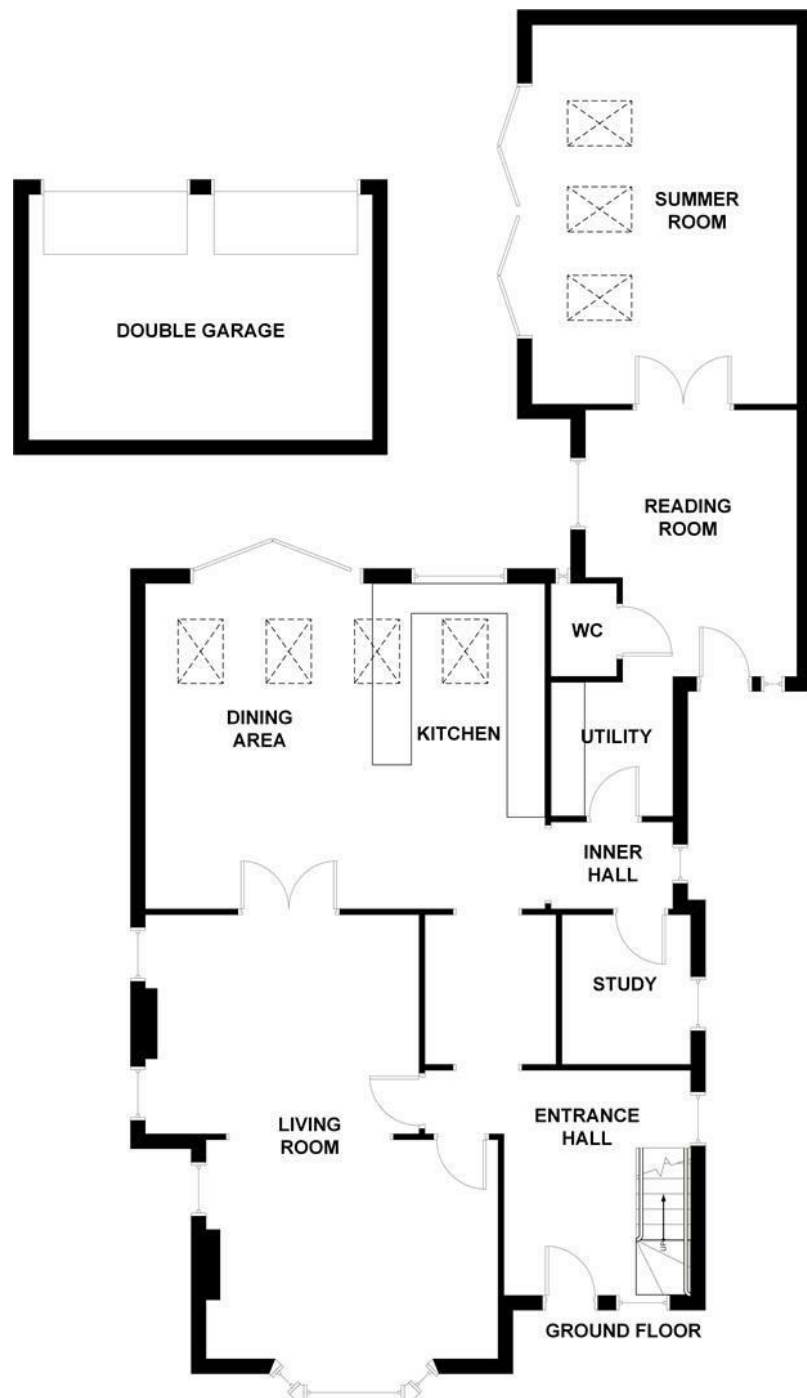 SUMMER
ROOM
DOUBLE GARAGE
READING
ROOM
WC
DINING
AREA
KITCHEN
UTILITY
INNER
HALL
STUDY
LIVING
ROOM
ENTRANCE
HALL
UP
GROUND FLOOR